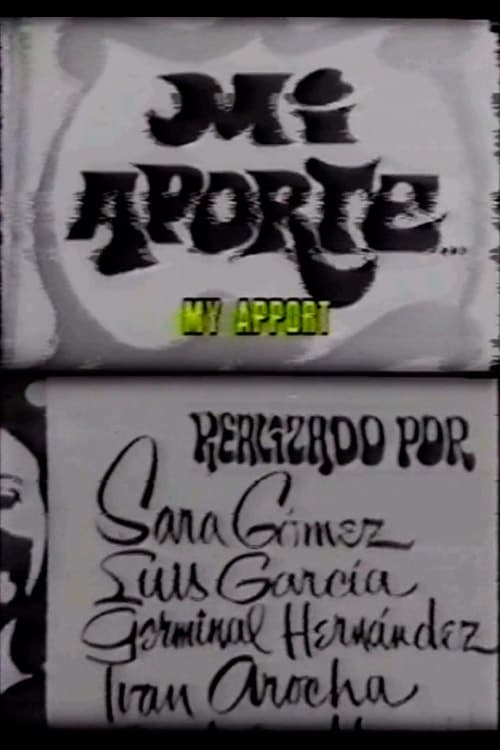 Mi
APORTE...
MY APPORT
REALIZADO POR
Sara Gómez
Luis García
Germinal Hernández
Ivan Arocha